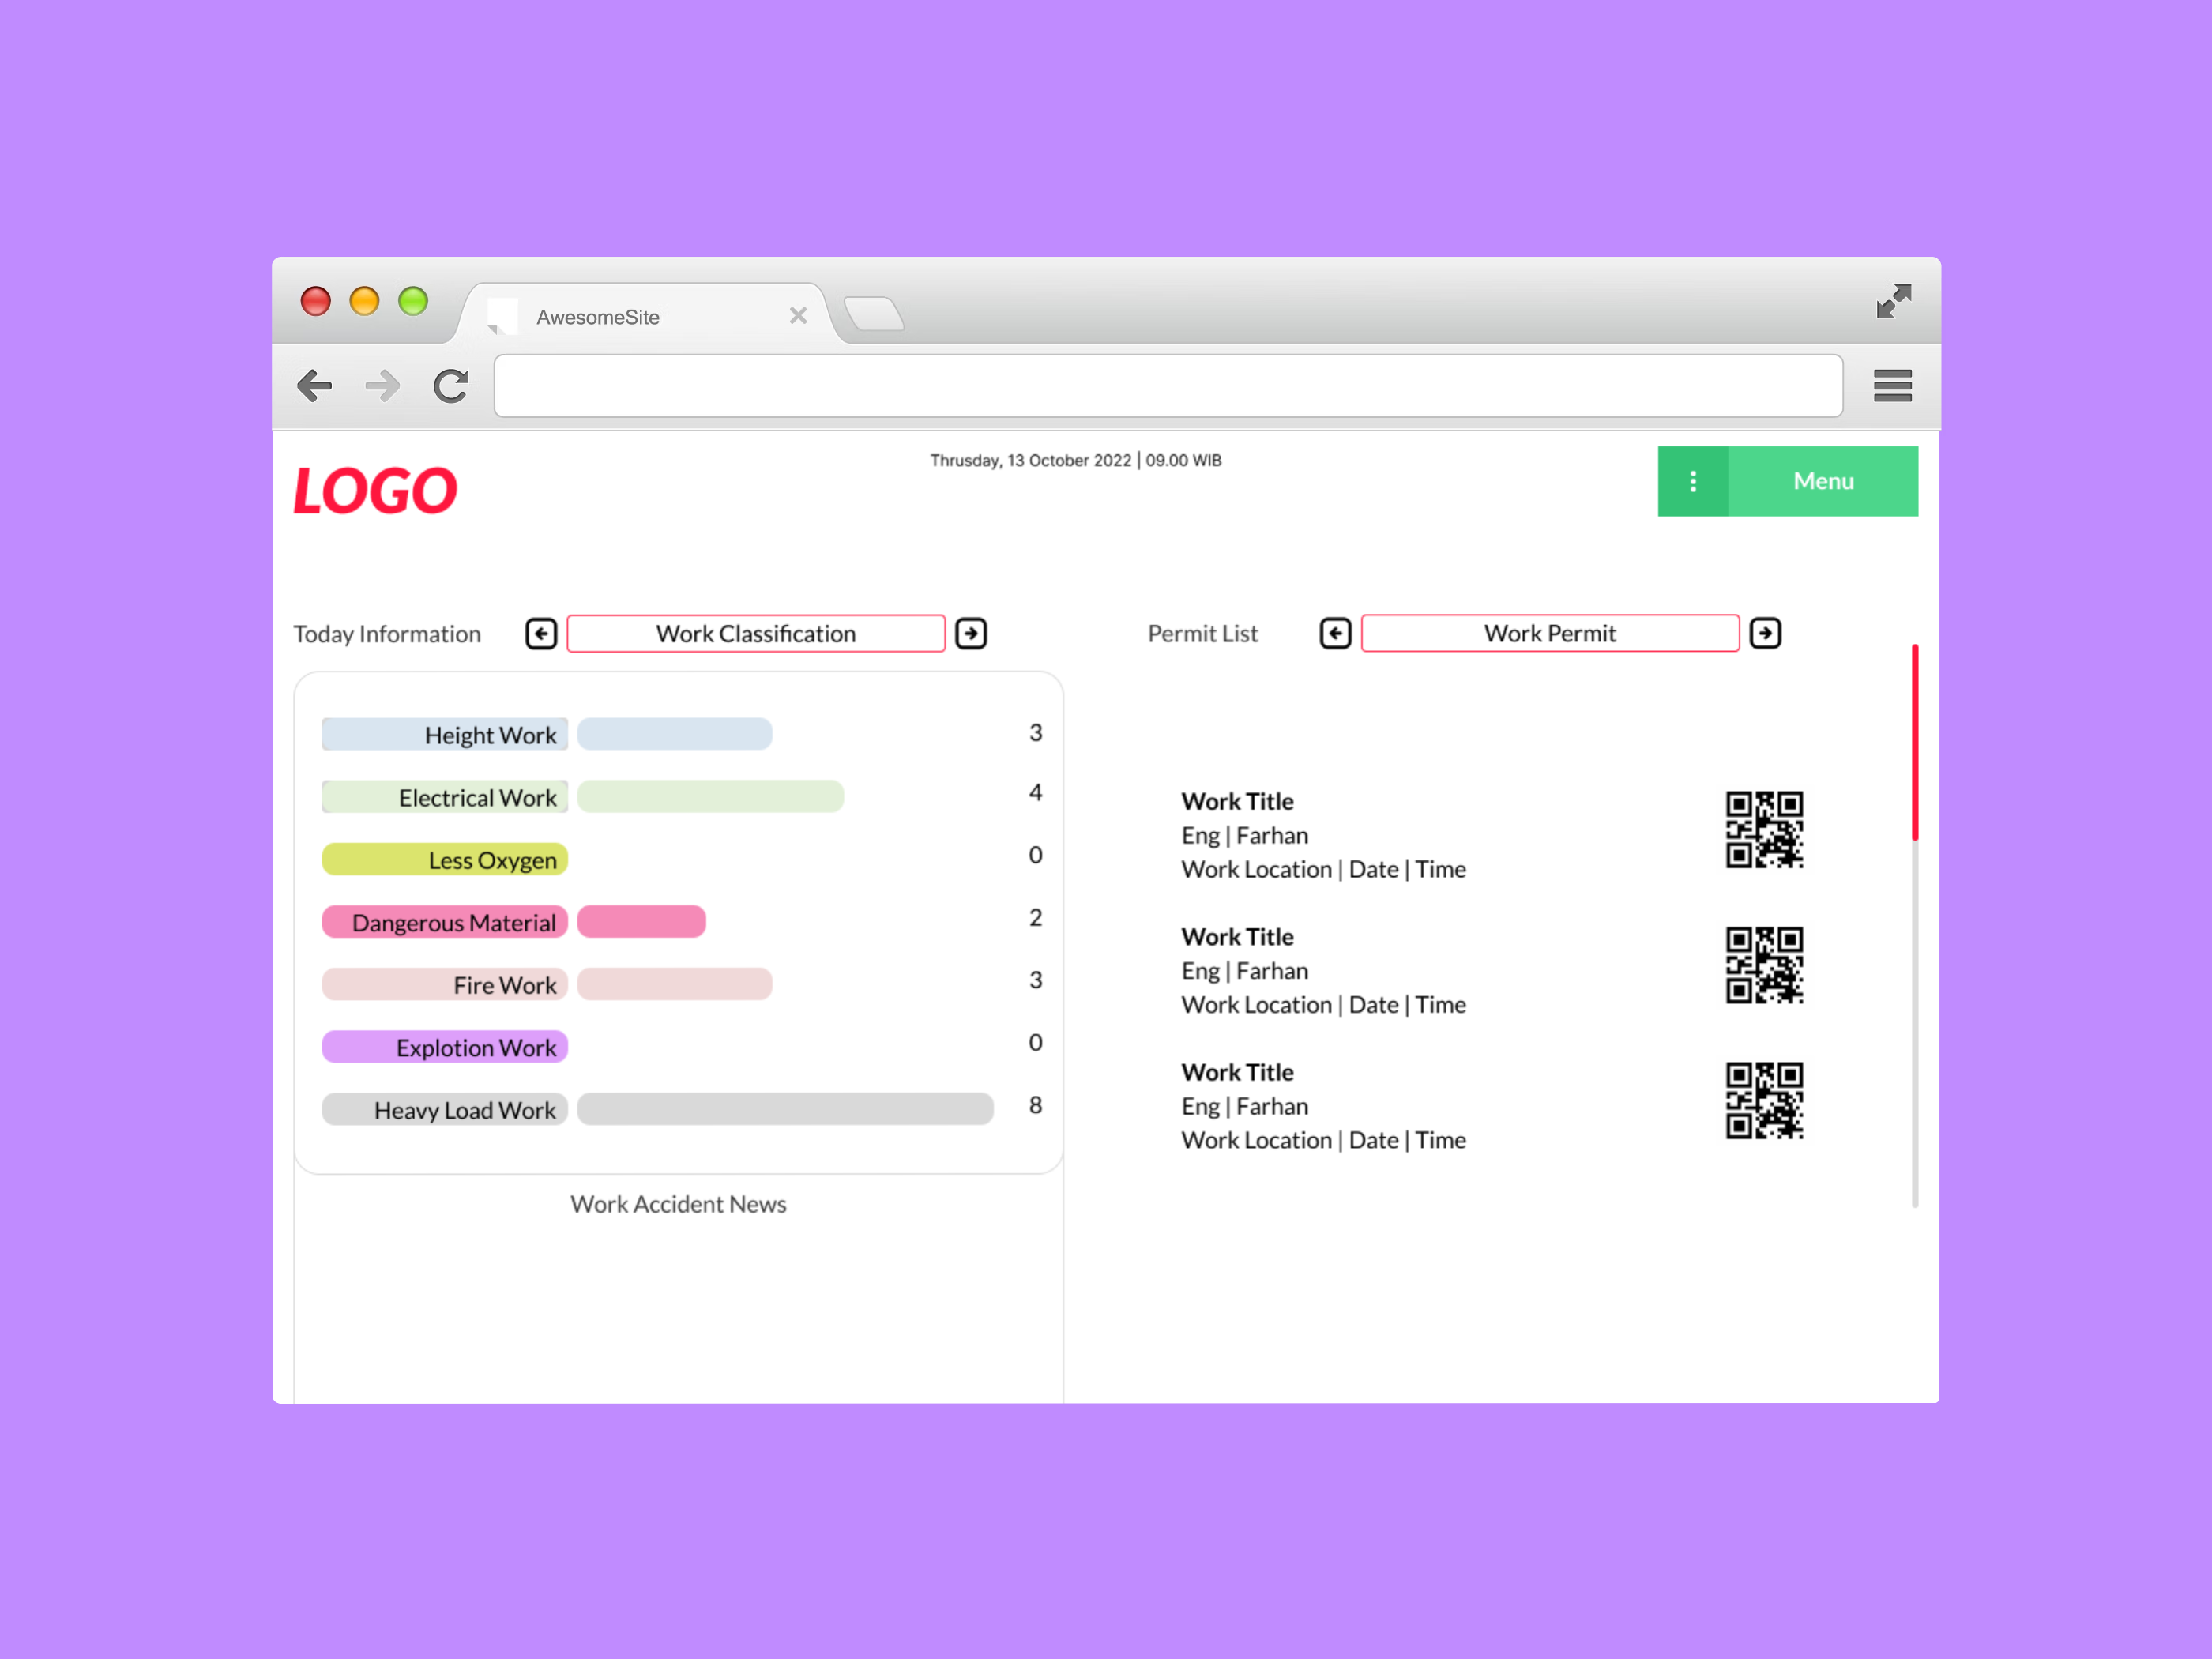 AwesomeSite
Thrusday, 13 October 2022 | 09.00 WIB
LOGO
Menu
Today Information
Work Classification
Height Work 3
Electrical Work 4
Less Oxygen 0
Dangerous Material 2
Fire Work 3
Explotion Work 0
Heavy Load Work 8
Work Accident News
Permit List
Work Permit
Work Title
Eng | Farhan
Work Location | Date | Time
Work Title
Eng | Farhan
Work Location | Date | Time
Work Title
Eng | Farhan
Work Location | Date | Time